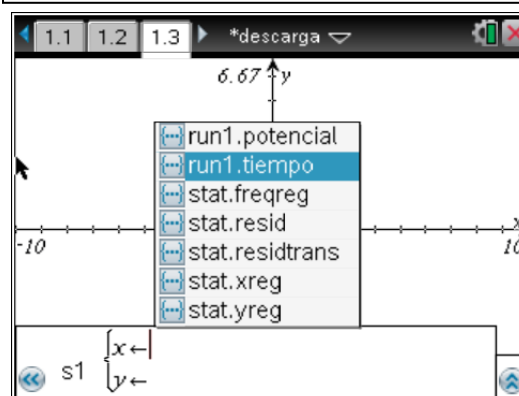 1.1 1.2 1.3 *descarga
6.67 y
run1.potencial
run1.tiempo
stat.freqreg
stat.resid
stat.residtrans
stat.xreg
stat.yreg
-10 x
10
s1 {x←
y←